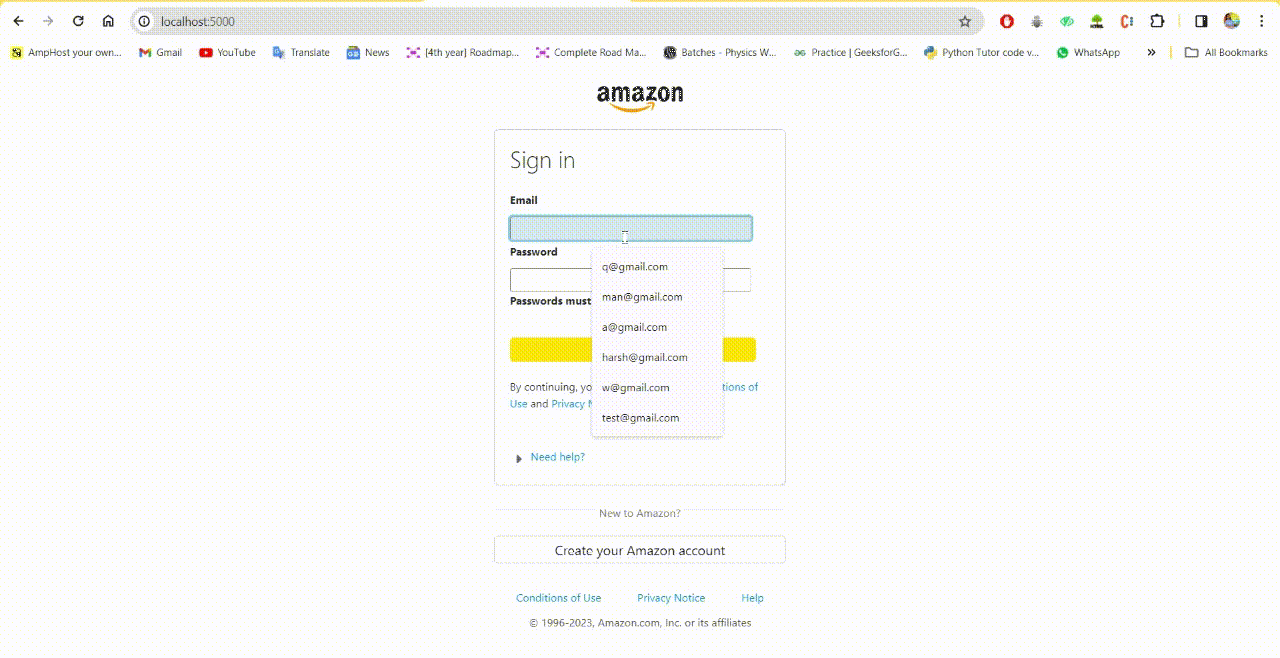 localhost:5000
AmpHost your own... Gmail YouTube Translate News [4th year] Roadmap... Complete Road Ma... Batches - Physics W... Practice | GeeksforG... Python Tutor code v... WhatsApp » All Bookmarks
amazon
Sign in
Email
Password
q@gmail.com
man@gmail.com
Passwords must
a@gmail.com
harsh@gmail.com
By continuing, yo
w@gmail.com
tions of
Use and Privacy N
test@gmail.com
Need help?
New to Amazon?
Create your Amazon account
Conditions of Use Privacy Notice Help
© 1996-2023, Amazon.com, Inc. or its affiliates